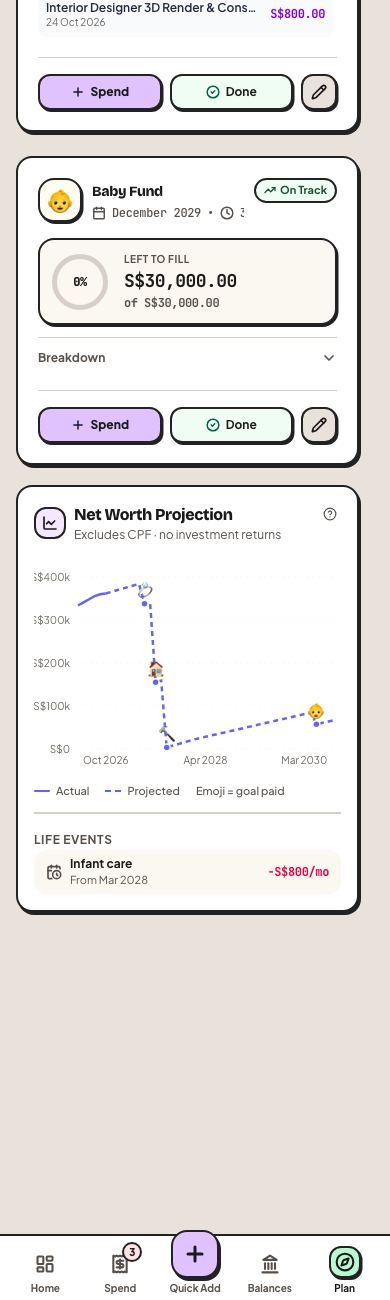 Interior Designer 3D Render & Cons...
S$800.00
24 Oct 2026
Spend
Done
Baby Fund
On Track
December 2029 •
0%
LEFT TO FILL
S$30,000.00
of S$30,000.00
Breakdown
Spend
Done
Net Worth Projection
Excludes CPF · no investment returns
S$400k
S$300k
S$200k
S$100k
S$0
Oct 2026 Apr 2028 Mar 2030
Actual Projected Emoji = goal paid
LIFE EVENTS
Infant care
From Mar 2028
-S$800/mo
3
Home Spend Quick Add Balances Plan